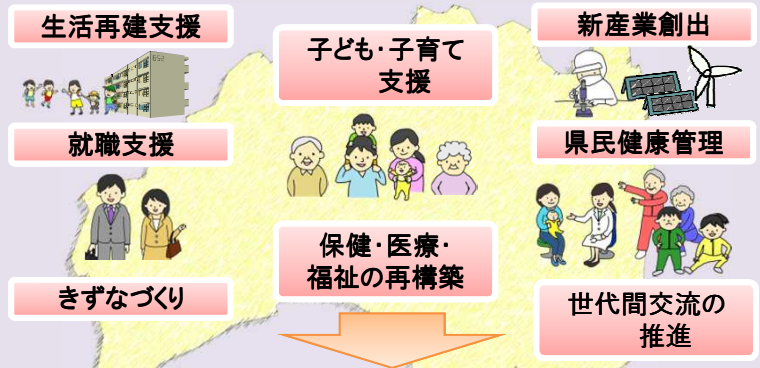 生活再建支援
子ども・子育て
支援
新産業創出
就職支援
県民健康管理
保健・医療・
福祉の再構築
きずなづくり
世代間交流の
推進